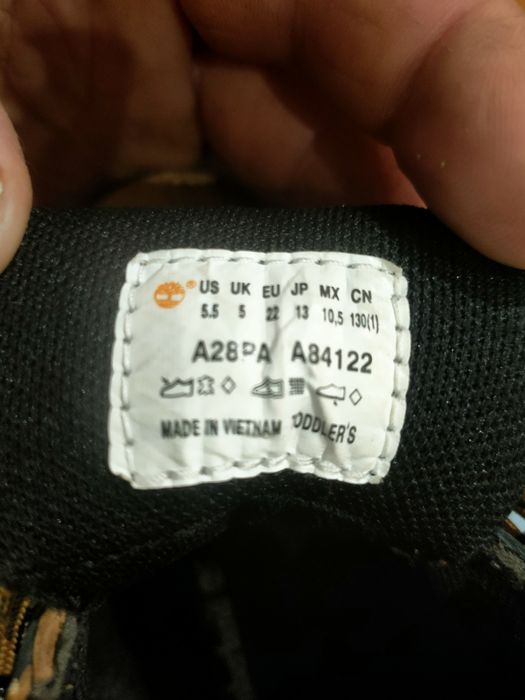 ® US UK EU JP MX CN
5.5 5 22 13 10,5 130(1)
A28PA A84122
MADE IN VIETNAM TODDLER'S